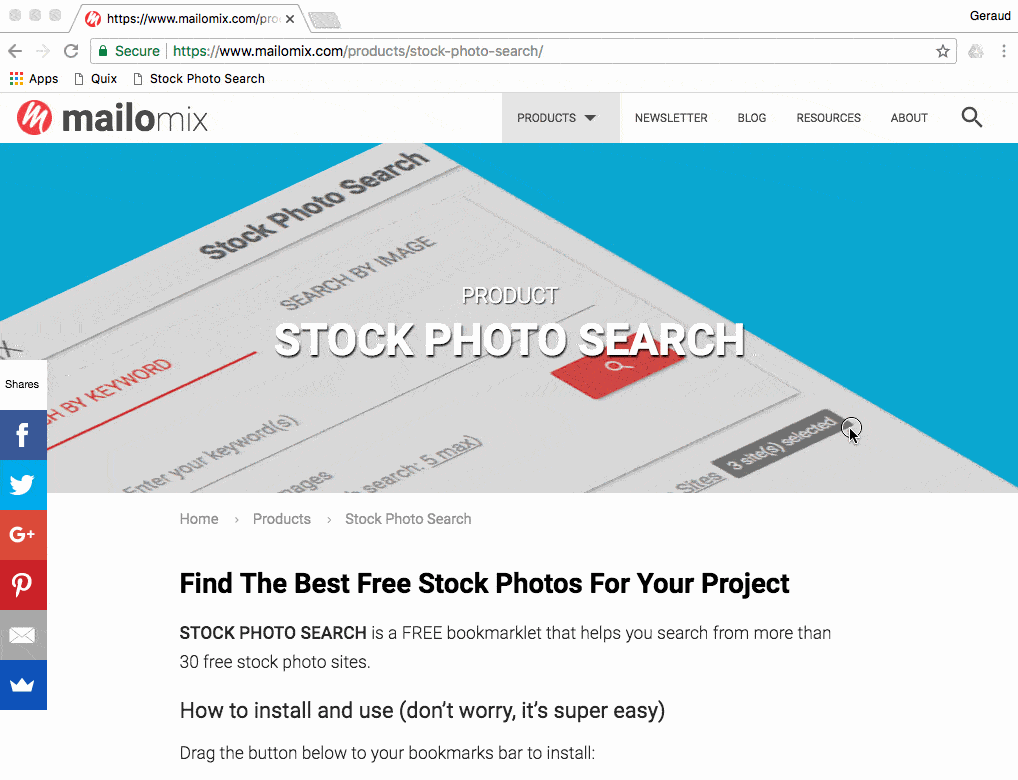 https://www.mailomix.com/pro
Geraud
Secure https://www.mailomix.com/products/stock-photo-search/
Apps Quix Stock Photo Search
mailomix
PRODUCTS NEWSLETTER BLOG RESOURCES ABOUT
Stock Photo Search
SEARCH BY IMAGE
PRODUCT
STOCK PHOTO SEARCH
BY KEYWORD
Enter your keyword(s)
search: 5 max)
3 site(s) selected
Sites
Shares
G+
Home › Products › Stock Photo Search
Find The Best Free Stock Photos For Your Project
STOCK PHOTO SEARCH is a FREE bookmarklet that helps you search from more than
30 free stock photo sites.
How to install and use (don’t worry, it’s super easy)
Drag the button below to your bookmarks bar to install: